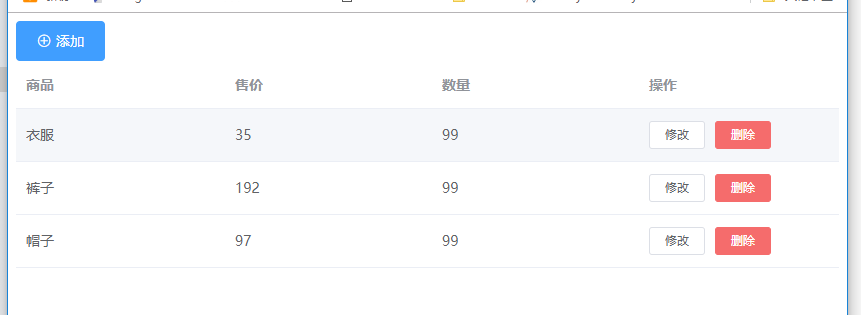 添加
商品 售价 数量 操作
衣服 35 99 修改 删除
裤子 192 99 修改 删除
帽子 97 99 修改 删除